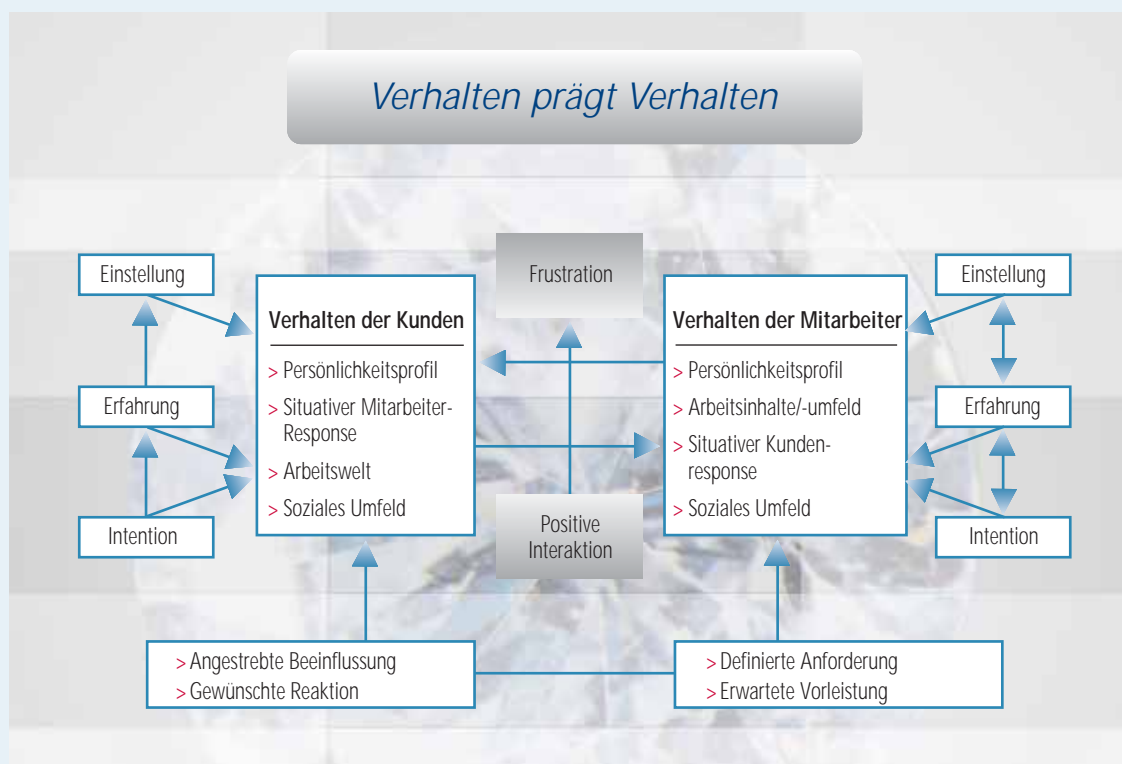 Verhalten prägt Verhalten
Einstellung
Erfahrung
Intention
Verhalten der Kunden
> Persönlichkeitsprofil
> Situativer Mitarbeiter-
Response
> Arbeitswelt
> Soziales Umfeld
Frustration
Positive
Interaktion
Verhalten der Mitarbeiter
> Persönlichkeitsprofil
> Arbeitsinhalte/-umfeld
> Situativer Kunden-
response
> Soziales Umfeld
Einstellung
Erfahrung
Intention
> Angestrebte Beeinflussung
> Gewünschte Reaktion
> Definierte Anforderung
> Erwartete Vorleistung